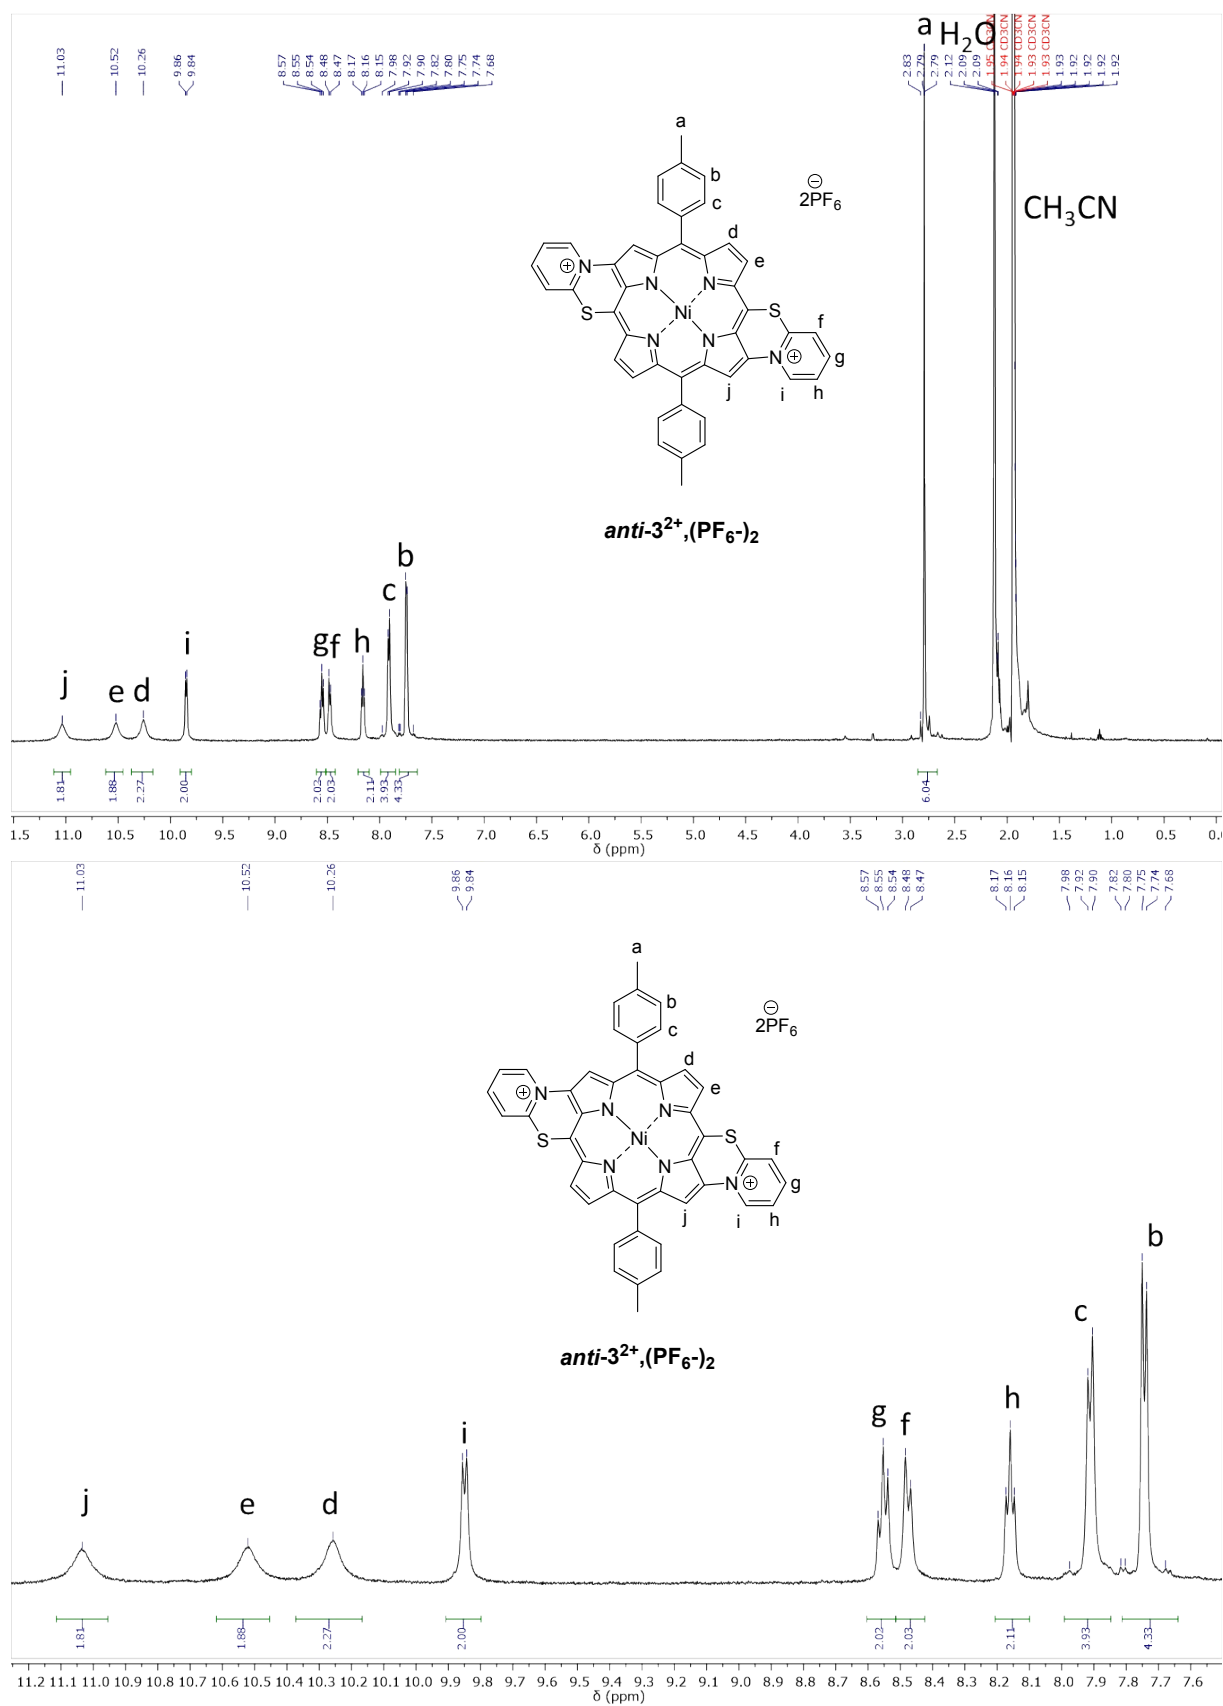 11.03
10.52
10.26
9.86
9.84
8.57
8.55
8.54
8.48
8.47
8.17
8.16
8.15
7.98
7.92
7.90
7.82
7.80
7.75
7.74
7.68
a H2O
2.83
2.79
2.79
2.12
2.09
2.09
1.95 CD3CN
1.94 CD3CN
1.94 CD3CN
1.93 CD3CN
1.93 CD3CN
1.93
1.92
1.92
1.92
1.92
CH3CN
a
b
c
d
e
N
N
N
Ni
S
S
f
N
N
N
g
j
i
h
⊖
2PF6
anti-3²⁺,(PF6-)2
j
e
d
i
g
f
h
c
b
1.81
1.88
2.27
2.00
2.02
2.03
2.11
3.93
4.33
6.04
1.5 11.0 10.5 10.0 9.5 9.0 8.5 8.0 7.5 7.0 6.5 6.0 5.5 5.0 4.5 4.0 3.5 3.0 2.5 2.0 1.5 1.0 0.5 0.0
δ (ppm)
11.03
10.52
10.26
9.86
9.84
8.57
8.55
8.54
8.48
8.47
8.17
8.16
8.15
7.98
7.92
7.90
7.82
7.80
7.75
7.74
7.68
a
b
c
d
e
N
N
N
Ni
S
S
f
N
N
N
g
j
i
h
⊖
2PF6
anti-3²⁺,(PF6-)2
j
e
d
i
g
f
h
c
b
1.81
1.88
2.27
2.00
2.02
2.03
2.11
3.93
4.33
11.2 11.1 11.0 10.9 10.8 10.7 10.6 10.5 10.4 10.3 10.2 10.1 10.0 9.9 9.8 9.7 9.6 9.5 9.4 9.3 9.2 9.1 9.0 8.9 8.8 8.7 8.6 8.5 8.4 8.3 8.2 8.1 8.0 7.9 7.8 7.7 7.6
δ (ppm)